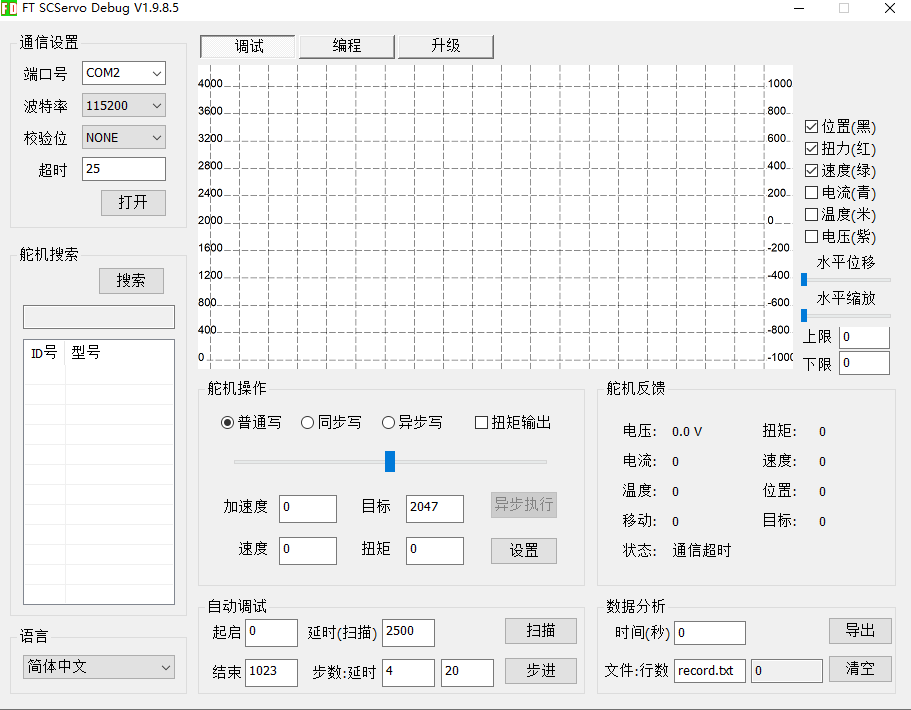 FD FT SCServo Debug V1.9.8.5
通信设置
端口号 COM2
波特率 115200
校验位 NONE
超时 25
打开
舵机搜索
搜索
ID号 型号
语言
简体中文
调试 编程 升级
4000 1000
3600 800
3200 600
2800 400
2400 200
2000 0
1600 -200
1200 -400
800 -600
400 -800
0 -1000
位置(黑)
扭力(红)
速度(绿)
电流(青)
温度(米)
电压(紫)
水平位移
水平缩放
上限 0
下限 0
舵机操作
普通写 同步写 异步写 扭矩输出
加速度 0 目标 2047 异步执行
速度 0 扭矩 0 设置
舵机反馈
电压: 0.0 V 扭矩: 0
电流: 0 速度: 0
温度: 0 位置: 0
移动: 0 目标: 0
状态: 通信超时
自动调试
起启 0 延时(扫描) 2500 扫描
结束 1023 步数:延时 4 20 步进
数据分析
时间(秒) 0 导出
文件:行数 record.txt 0 清空